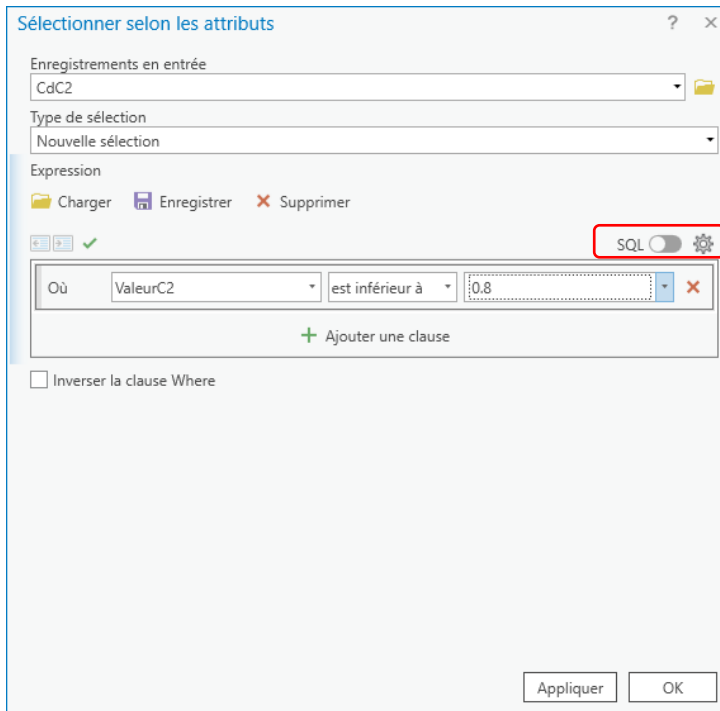 Sélectionner selon les attributs ? ×
Enregistrements en entrée
CdC2
Type de sélection
Nouvelle sélection
Expression
Charger Enregistrer Supprimer
SQL
Où ValeurC2 est inférieur à 0.8
Ajouter une clause
Inverser la clause Where
Appliquer OK